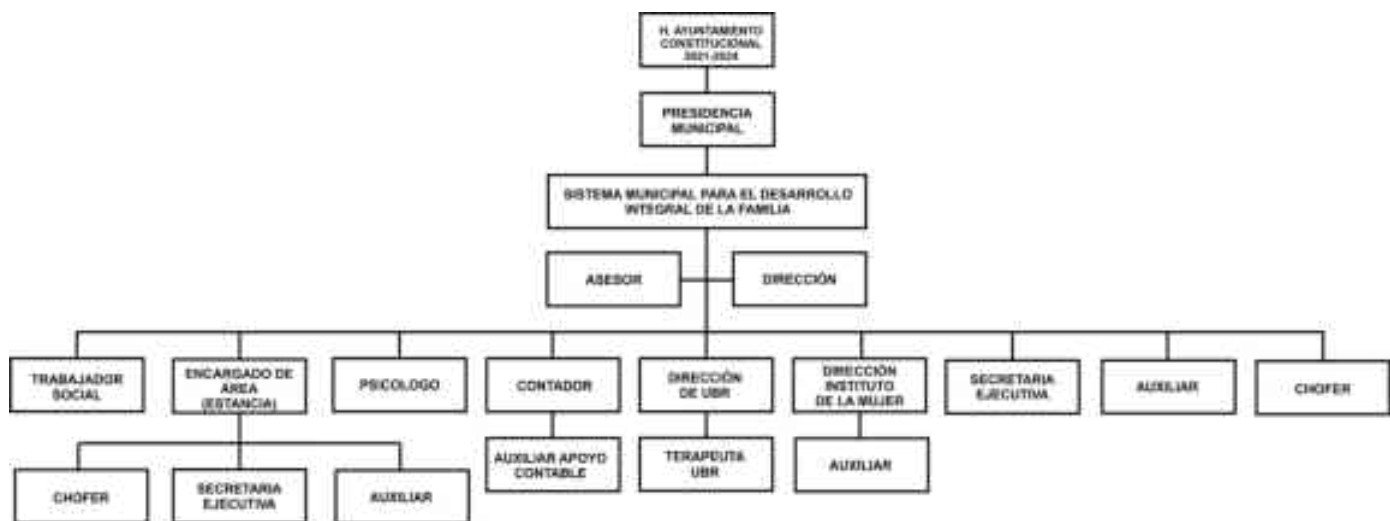 H. AYUNTAMIENTO
CONSTITUCIONAL
2021-2024
PRESIDENCIA
MUNICIPAL
SISTEMA MUNICIPAL PARA EL DESARROLLO
INTEGRAL DE LA FAMILIA
ASESOR
DIRECCIÓN
TRABAJADOR
SOCIAL
ENCARGADO DE
AREA
(ESTANCIA)
PSICOLOGO
CONTADOR
DIRECCIÓN
DE UBR
DIRECCIÓN
INSTITUTO
DE LA MUJER
SECRETARIA
EJECUTIVA
AUXILIAR
CHOFER
CHOFER
SECRETARIA
EJECUTIVA
AUXILIAR
AUXILIAR APOYO
CONTABLE
TERAPEUTA
UBR
AUXILIAR